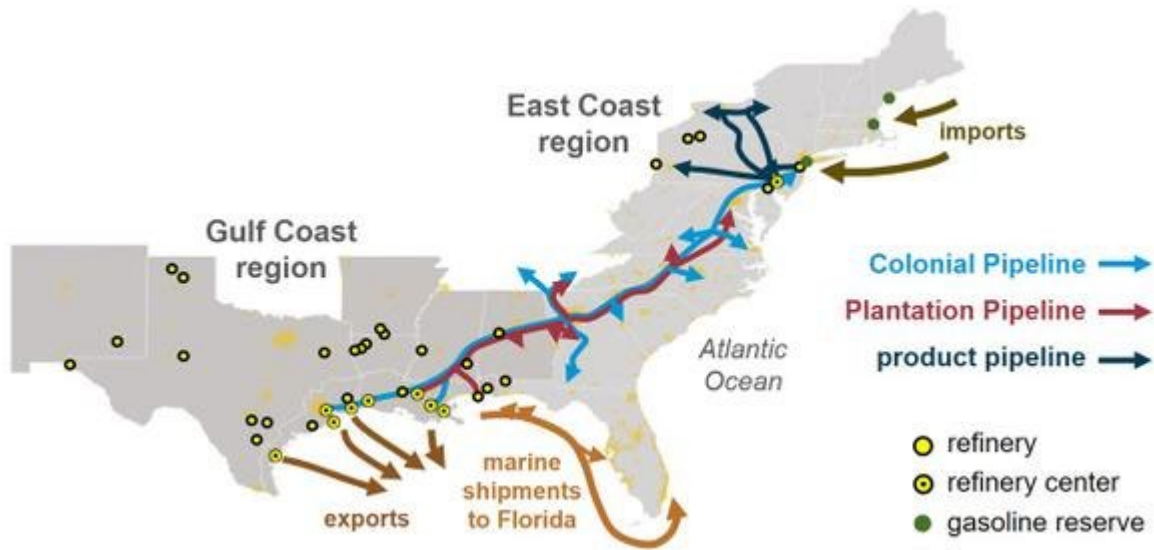 East Coast
region
imports
Gulf Coast
region
Colonial Pipeline
Plantation Pipeline
product pipeline
Atlantic
Ocean
refinery
refinery center
gasoline reserve
marine
shipments
to Florida
exports